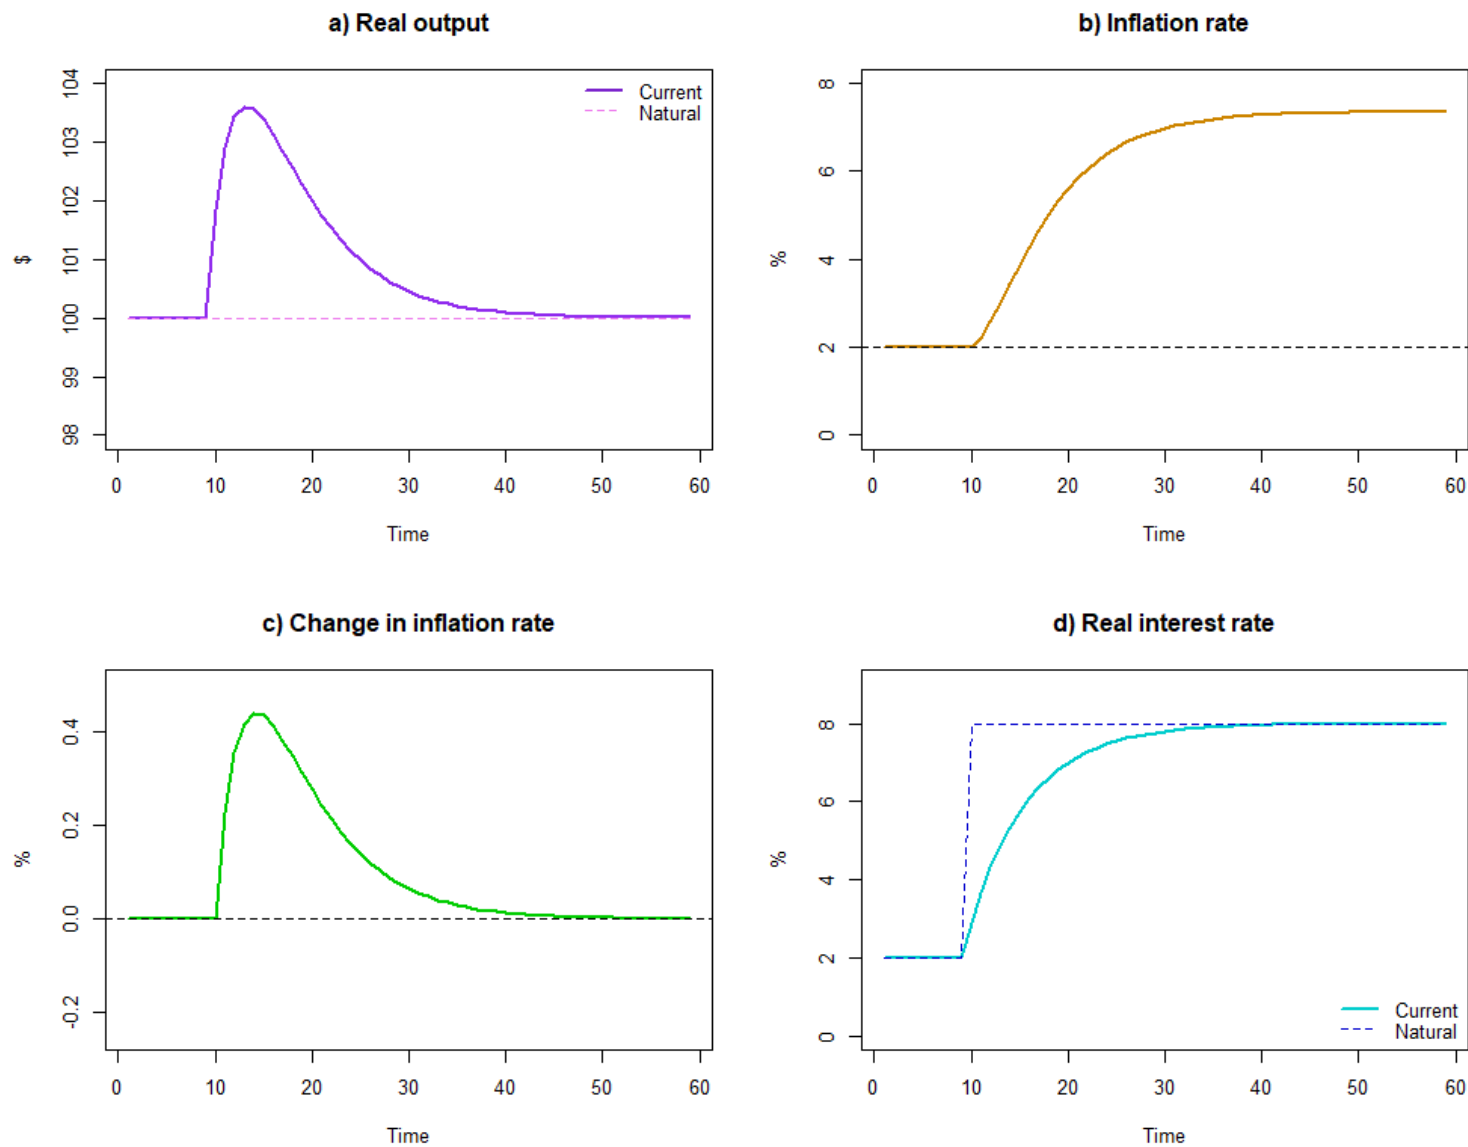 a) Real output
104
103
102
101
100
99
98
$
0 10 20 30 40 50 60
Time
Current
Natural
b) Inflation rate
8
6
4
2
0
%
0 10 20 30 40 50 60
Time
c) Change in inflation rate
0.4
0.2
0.0
-0.2
%
0 10 20 30 40 50 60
Time
d) Real interest rate
8
6
4
2
0
%
0 10 20 30 40 50 60
Time
Current
Natural